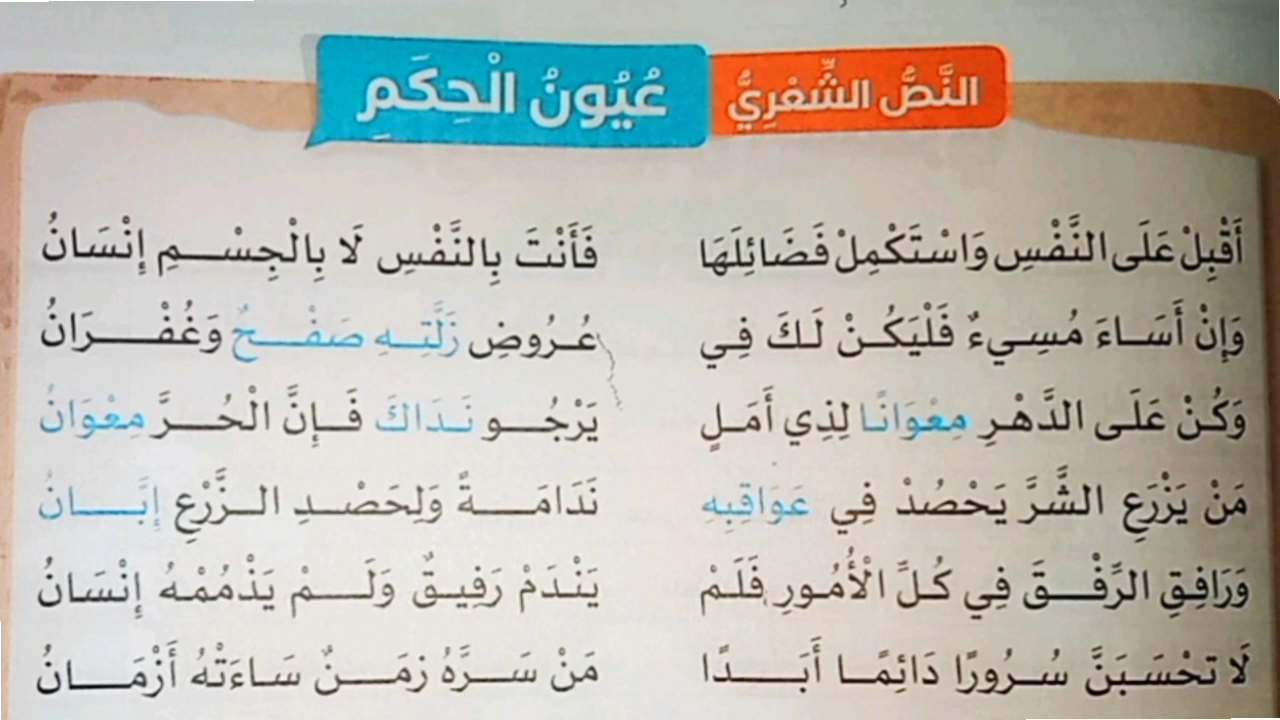 النَّصُّ الشِّعْرِيُّ عُيُونُ الْحِكَمِ
أَقْبِلْ عَلَى النَّفْسِ وَاسْتَكْمِلْ فَضَائِلَهَا فَأَنْتَ بِالنَّفْسِ لَا بِالْجِسْمِ إِنْسَانُ
وَإِنْ أَسَاءَ مُسِيءٌ فَلْيَكُنْ لَكَ فِي عُرُوضِ زَلَّتِهِ صَفْحٌ وَغُفْرَانُ
وَكُنْ عَلَى الدَّهْرِ مِعْوَانًا لِذِي أَمَلٍ يَرْجُو نَدَاكَ فَإِنَّ الْحُرَّ مِعْوَانُ
مَنْ يَزْرَعِ الشَّرَّ يَحْصُدْ فِي عَوَاقِبِهِ نَدَامَةً وَلِحَصْدِ الزَّرْعِ إِبَّانُ
وَرَافِقِ الرِّفْقَ فِي كُلِّ الْأُمُورِ فَلَمْ يَنْدَمْ رَفِيقٌ وَلَمْ يَذْمُمْهُ إِنْسَانُ
لَا تَحْسَبَنَّ سُرُورًا دَائِمًا أَبَدًا مَنْ سَرَّهُ زمَنٌ سَاءَتْهُ أَزْمَانُ